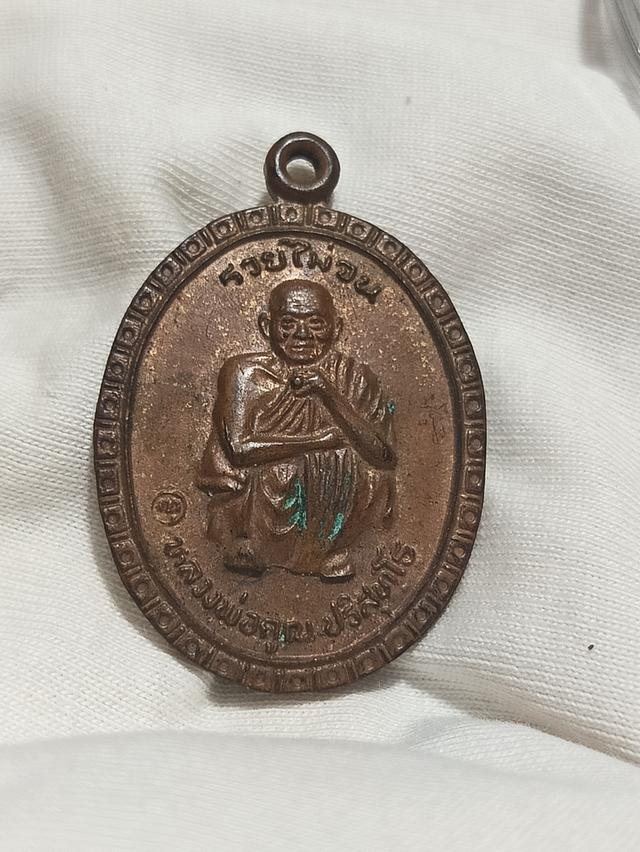 รวยไม่จน
หลวงพ่อคูณ ปริสุทฺโธ